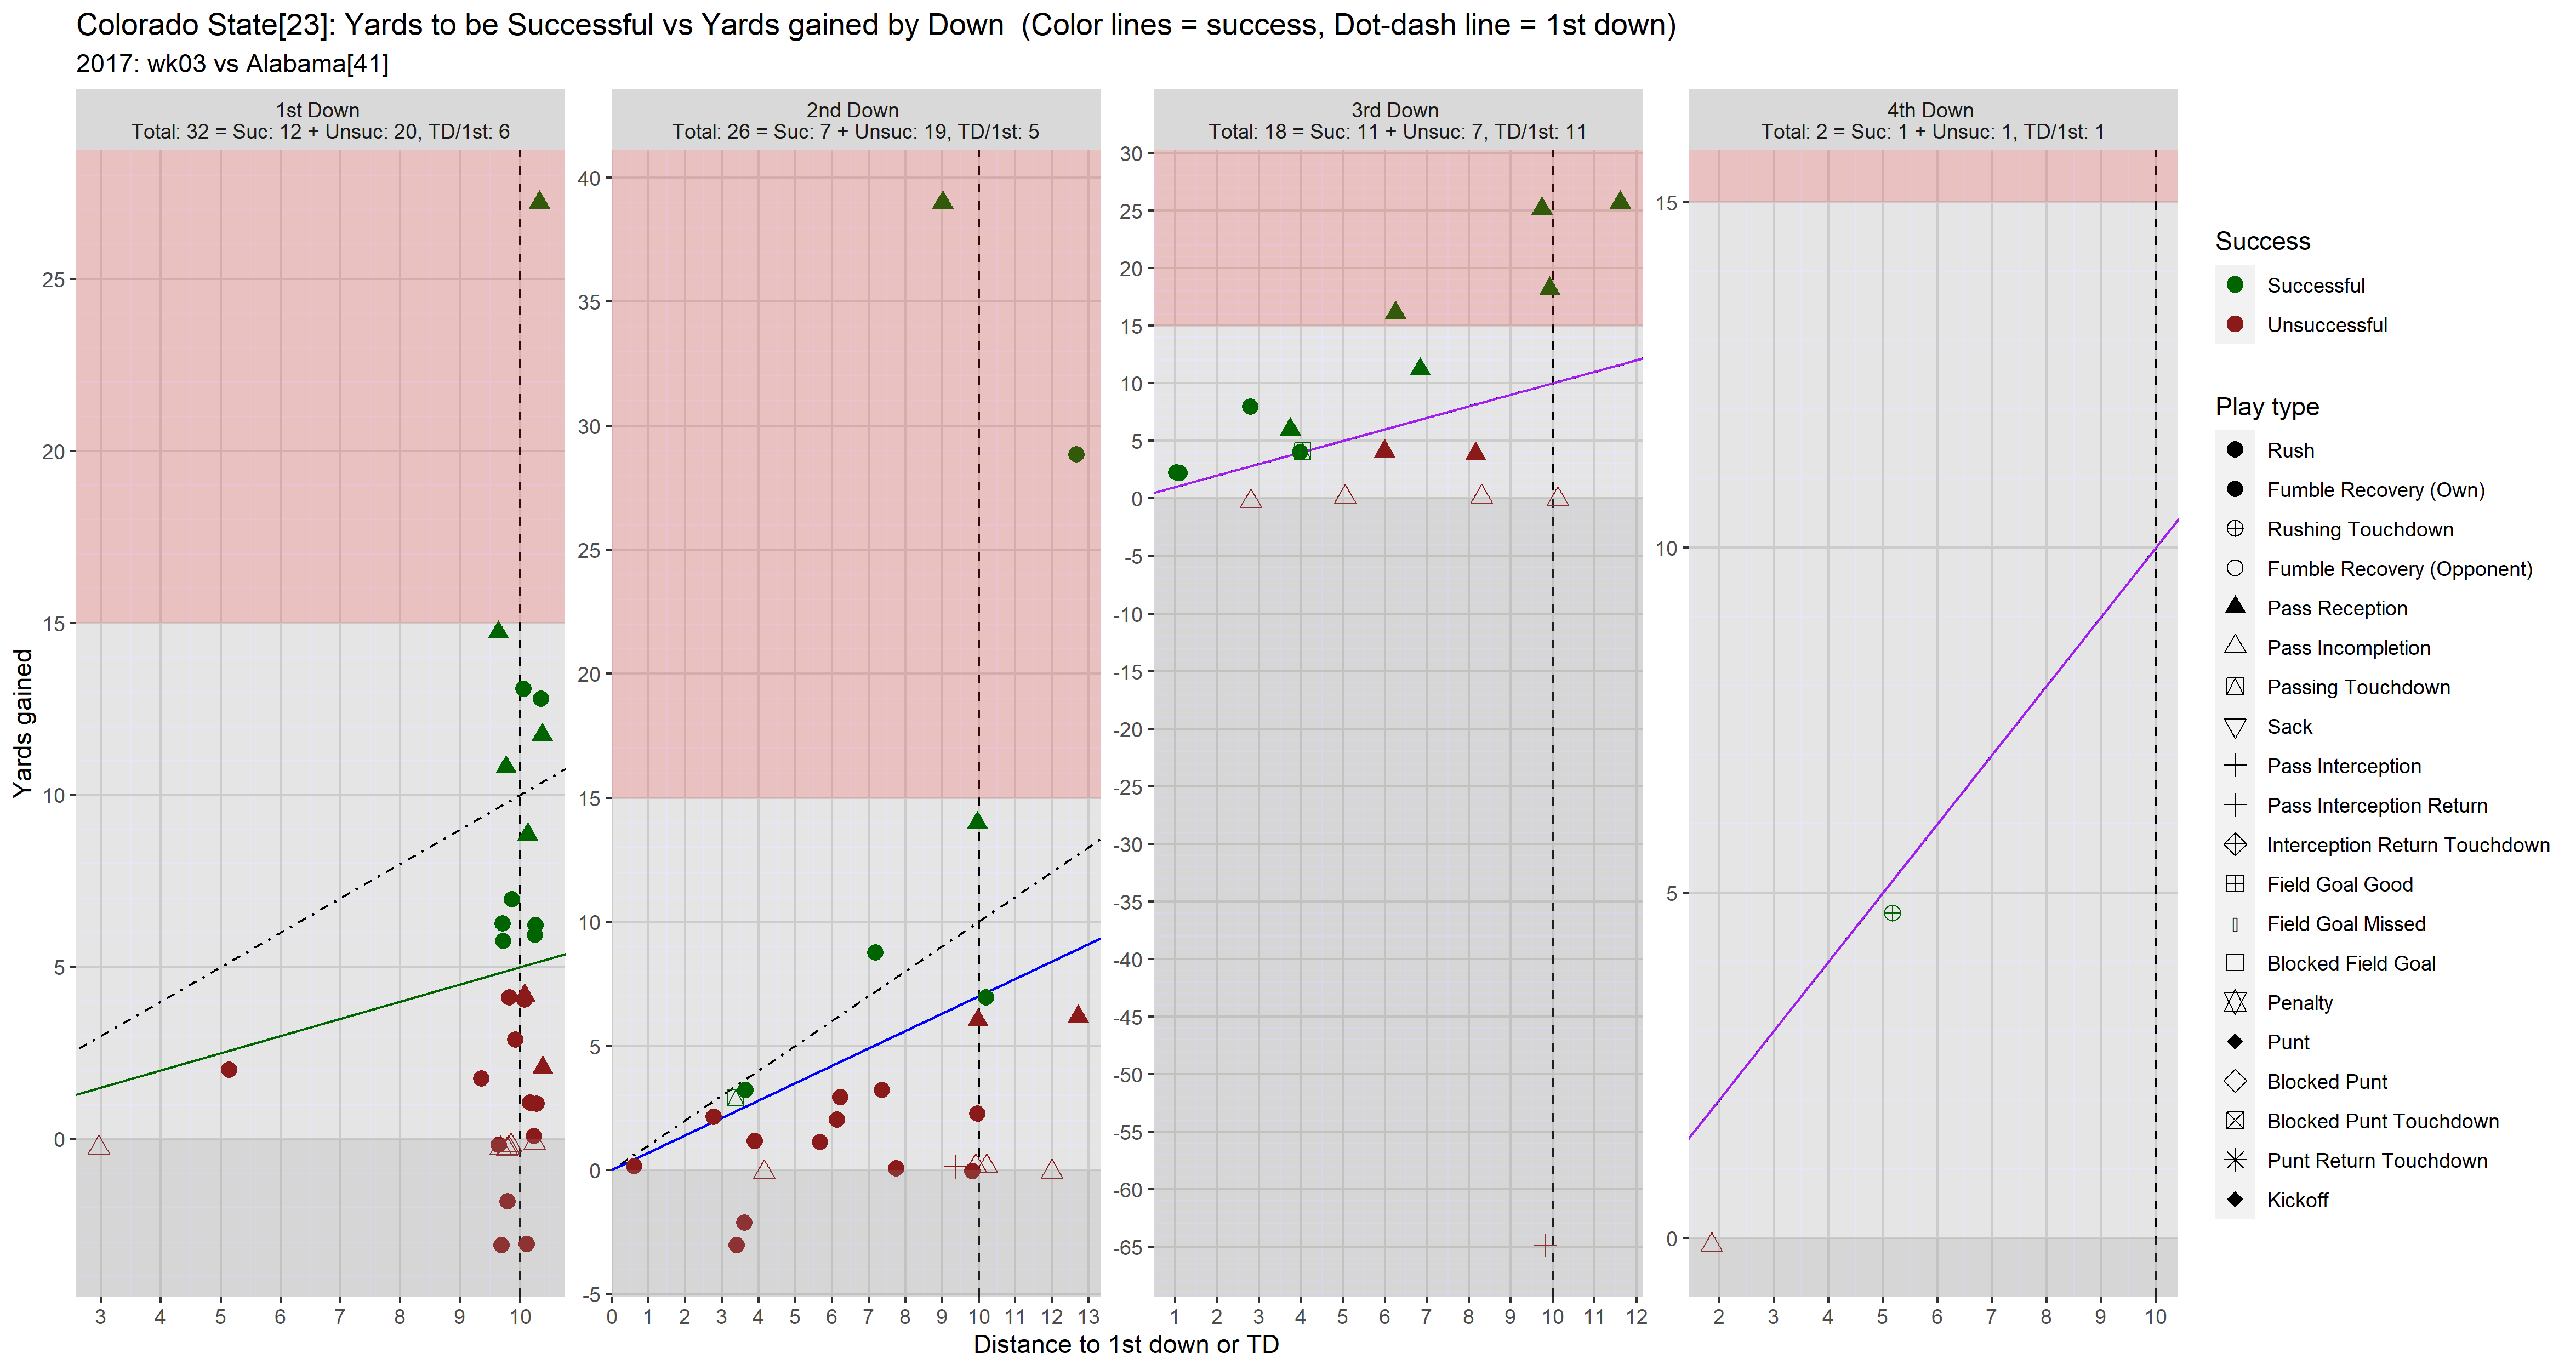 Colorado State[23]: Yards to be Successful vs Yards gained by Down  (Color lines = success, Dot-dash line = 1st down)
2017: wk03 vs Alabama[41]
1st Down
Total: 32 = Suc: 12 + Unsuc: 20, TD/1st: 6
2nd Down
Total: 26 = Suc: 7 + Unsuc: 19, TD/1st: 5
3rd Down
Total: 18 = Suc: 11 + Unsuc: 7, TD/1st: 11
4th Down
Total: 2 = Suc: 1 + Unsuc: 1, TD/1st: 1
Yards gained
25
20
15
10
5
0
3 4 5 6 7 8 9 10
40
35
30
25
20
15
10
5
0
-5
0 1 2 3 4 5 6 7 8 9 10 11 12 13
30
25
20
15
10
5
0
-5
-10
-15
-20
-25
-30
-35
-40
-45
-50
-55
-60
-65
1 2 3 4 5 6 7 8 9 10 11 12
15
10
5
0
2 3 4 5 6 7 8 9 10
Distance to 1st down or TD
Success
Successful
Unsuccessful
Play type
Rush
Fumble Recovery (Own)
Rushing Touchdown
Fumble Recovery (Opponent)
Pass Reception
Pass Incompletion
Passing Touchdown
Sack
Pass Interception
Pass Interception Return
Interception Return Touchdown
Field Goal Good
Field Goal Missed
Blocked Field Goal
Penalty
Punt
Blocked Punt
Blocked Punt Touchdown
Punt Return Touchdown
Kickoff